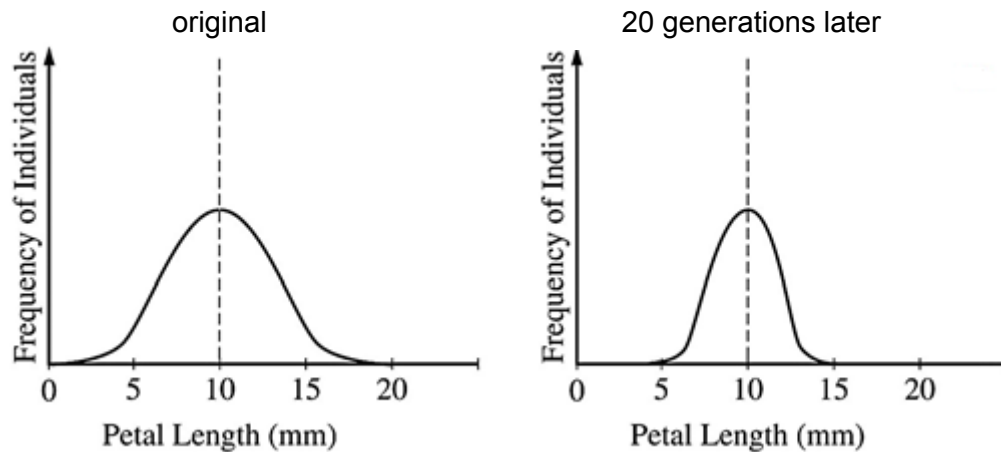 original
Frequency of Individuals
0 5 10 15 20
Petal Length (mm)
20 generations later
Frequency of Individuals
0 5 10 15 20
Petal Length (mm)